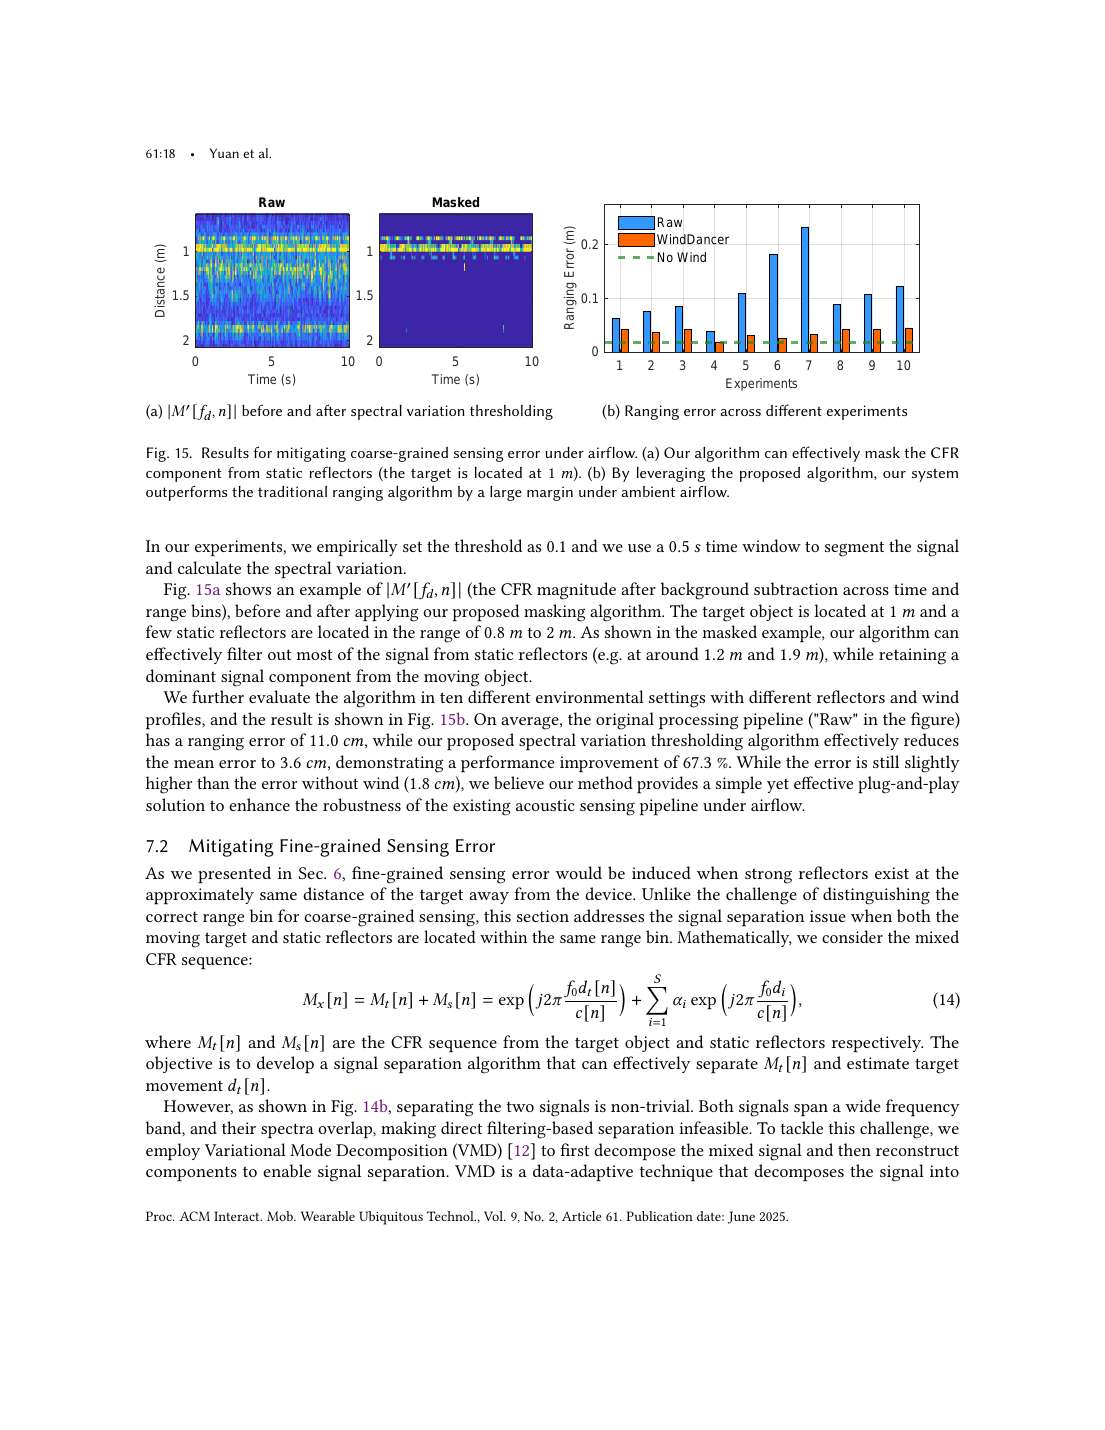 61:18 • Yuan et al.
Raw
Masked
Distance (m)
1
1.5
2
0 5 10
Time (s)
1
1.5
2
0 5 10
Time (s)
Ranging Error (m)
0.2
0.1
0
Raw
WindDancer
No Wind
1 2 3 4 5 6 7 8 9 10
Experiments
(a) |M′[f_d, n]| before and after spectral variation thresholding
(b) Ranging error across different experiments
Fig. 15. Results for mitigating coarse-grained sensing error under airflow. (a) Our algorithm can effectively mask the CFR
component from static reflectors (the target is located at 1 m). (b) By leveraging the proposed algorithm, our system
outperforms the traditional ranging algorithm by a large margin under ambient airflow.
In our experiments, we empirically set the threshold as 0.1 and we use a 0.5 s time window to segment the signal
and calculate the spectral variation.
Fig. 15a shows an example of |M′[f_d, n]| (the CFR magnitude after background subtraction across time and
range bins), before and after applying our proposed masking algorithm. The target object is located at 1 m and a
few static reflectors are located in the range of 0.8 m to 2 m. As shown in the masked example, our algorithm can
effectively filter out most of the signal from static reflectors (e.g. at around 1.2 m and 1.9 m), while retaining a
dominant signal component from the moving object.
We further evaluate the algorithm in ten different environmental settings with different reflectors and wind
profiles, and the result is shown in Fig. 15b. On average, the original processing pipeline ("Raw" in the figure)
has a ranging error of 11.0 cm, while our proposed spectral variation thresholding algorithm effectively reduces
the mean error to 3.6 cm, demonstrating a performance improvement of 67.3 %. While the error is still slightly
higher than the error without wind (1.8 cm), we believe our method provides a simple yet effective plug-and-play
solution to enhance the robustness of the existing acoustic sensing pipeline under airflow.
7.2 Mitigating Fine-grained Sensing Error
As we presented in Sec. 6, fine-grained sensing error would be induced when strong reflectors exist at the
approximately same distance of the target away from the device. Unlike the challenge of distinguishing the
correct range bin for coarse-grained sensing, this section addresses the signal separation issue when both the
moving target and static reflectors are located within the same range bin. Mathematically, we consider the mixed
CFR sequence:
M_x[n] = M_t[n] + M_s[n] = exp (j2π f_0 d_t[n] / c[n]) + ∑_{i=1}^{S} α_i exp (j2π f_0 d_i / c[n]), (14)
where M_t[n] and M_s[n] are the CFR sequence from the target object and static reflectors respectively. The
objective is to develop a signal separation algorithm that can effectively separate M_t[n] and estimate target
movement d_t[n].
However, as shown in Fig. 14b, separating the two signals is non-trivial. Both signals span a wide frequency
band, and their spectra overlap, making direct filtering-based separation infeasible. To tackle this challenge, we
employ Variational Mode Decomposition (VMD) [12] to first decompose the mixed signal and then reconstruct
components to enable signal separation. VMD is a data-adaptive technique that decomposes the signal into
Proc. ACM Interact. Mob. Wearable Ubiquitous Technol., Vol. 9, No. 2, Article 61. Publication date: June 2025.